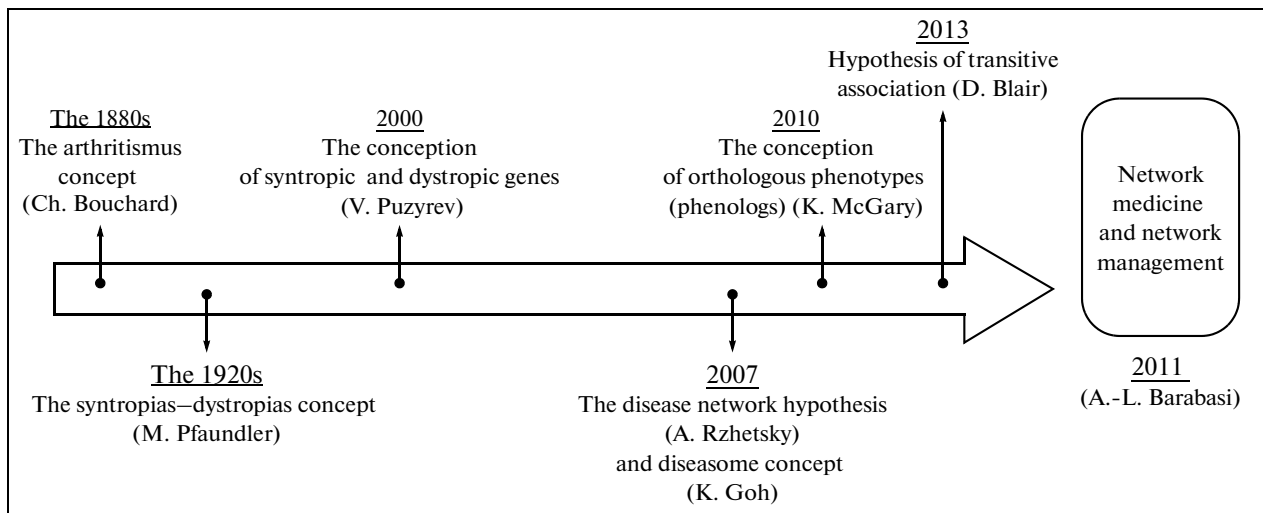 The 1880s
The arthritismus
concept
(Ch. Bouchard)
The 1920s
The syntropias–dystropias concept
(M. Pfaundler)
2000
The conception
of syntropic and dystropic genes
(V. Puzyrev)
2007
The disease network hypothesis
(A. Rzhetsky)
and diseasome concept
(K. Goh)
2010
The conception
of orthologous phenotypes
(phenologs) (K. McGary)
2013
Hypothesis of transitive
association (D. Blair)
Network
medicine
and network
management
2011
(A.-L. Barabasi)